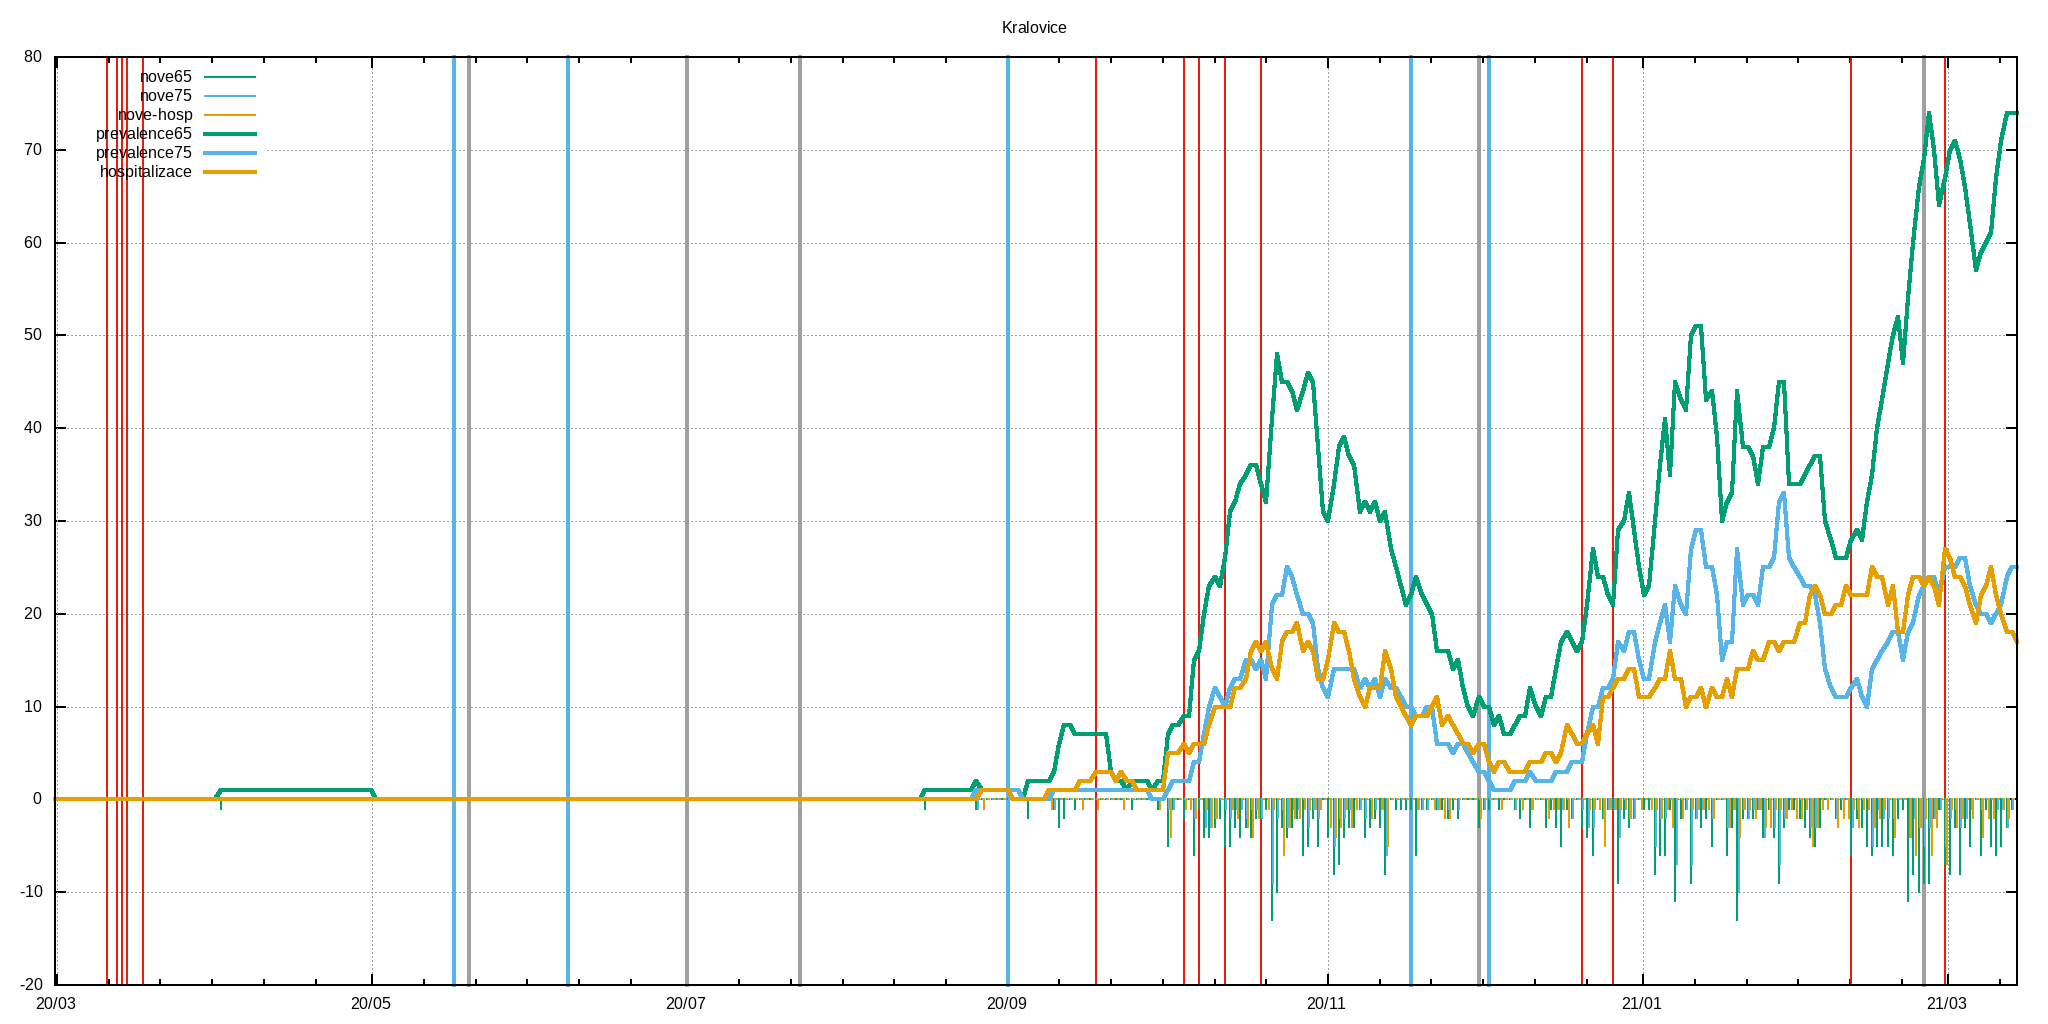 Kralovice
80
nove65
nove75
nove-hosp
prevalence65
prevalence75
hospitalizace
70
60
50
40
30
20
10
0
-10
-20
20/03 20/05 20/07 20/09 20/11 21/01 21/03